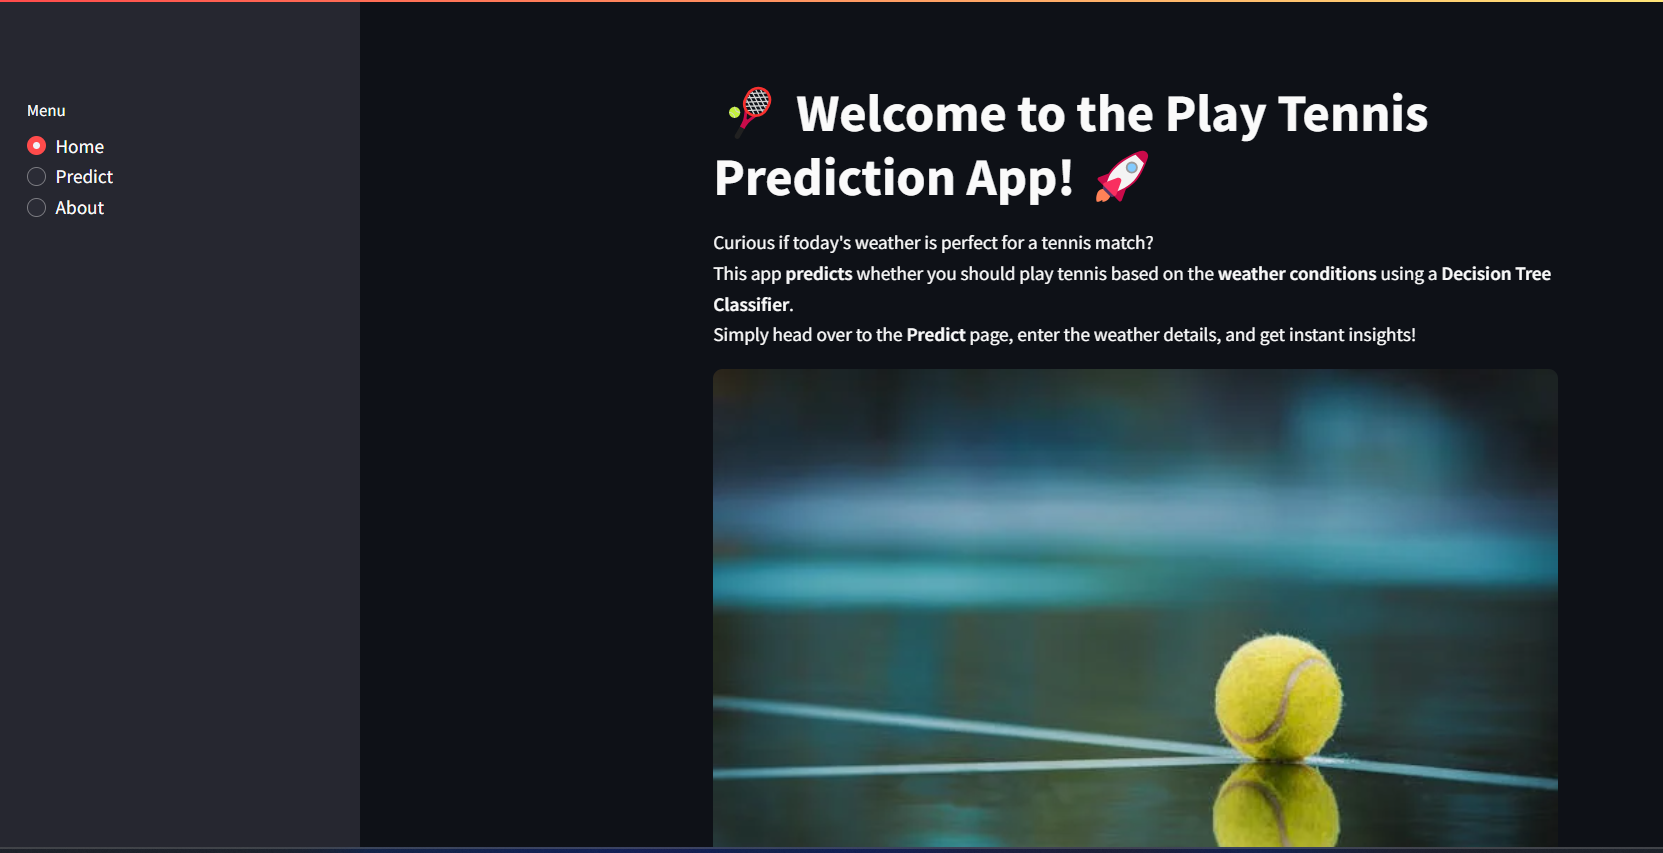 Menu
Home
Predict
About
🎾 Welcome to the Play Tennis
Prediction App! 🚀
Curious if today's weather is perfect for a tennis match?
This app predicts whether you should play tennis based on the weather conditions using a Decision Tree
Classifier.
Simply head over to the Predict page, enter the weather details, and get instant insights!